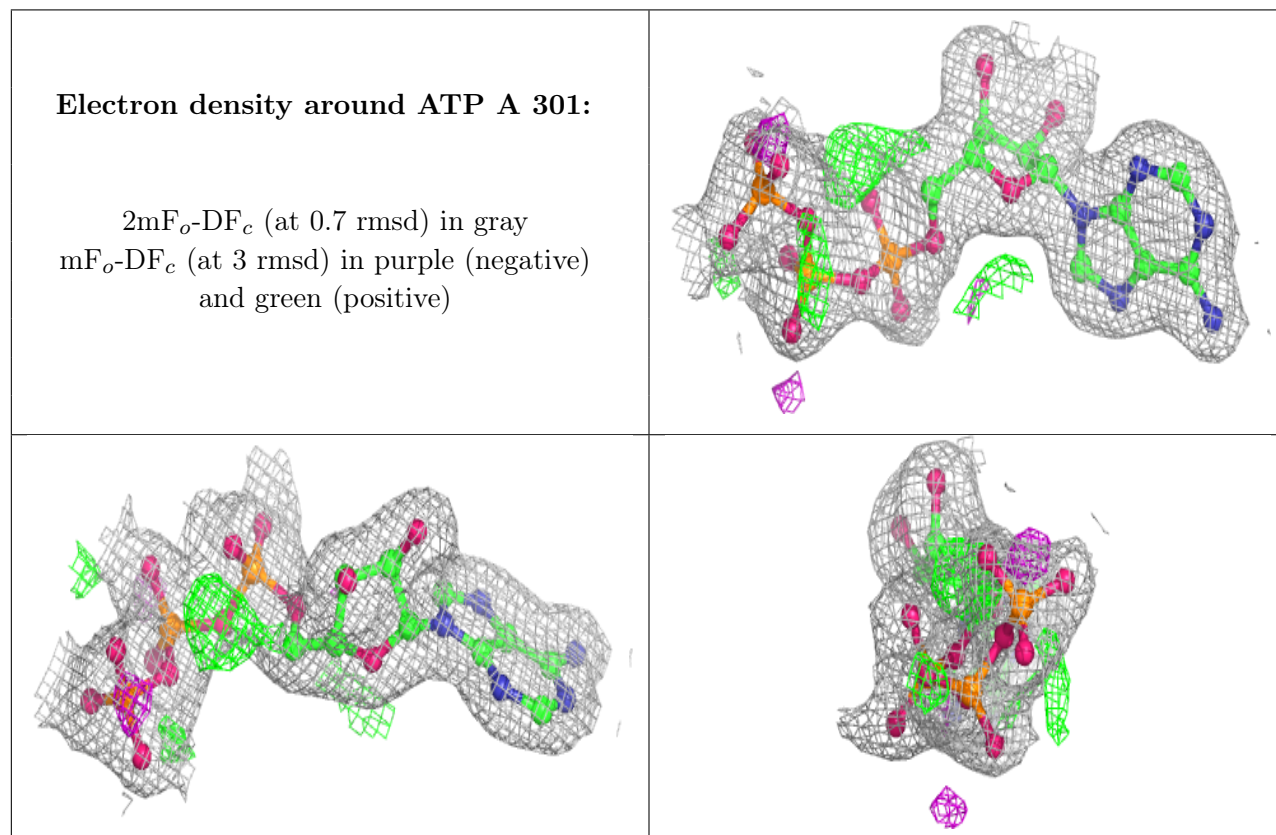 Electron density around ATP A 301:
2mFo-DFc (at 0.7 rmsd) in gray
mFo-DFc (at 3 rmsd) in purple (negative)
and green (positive)